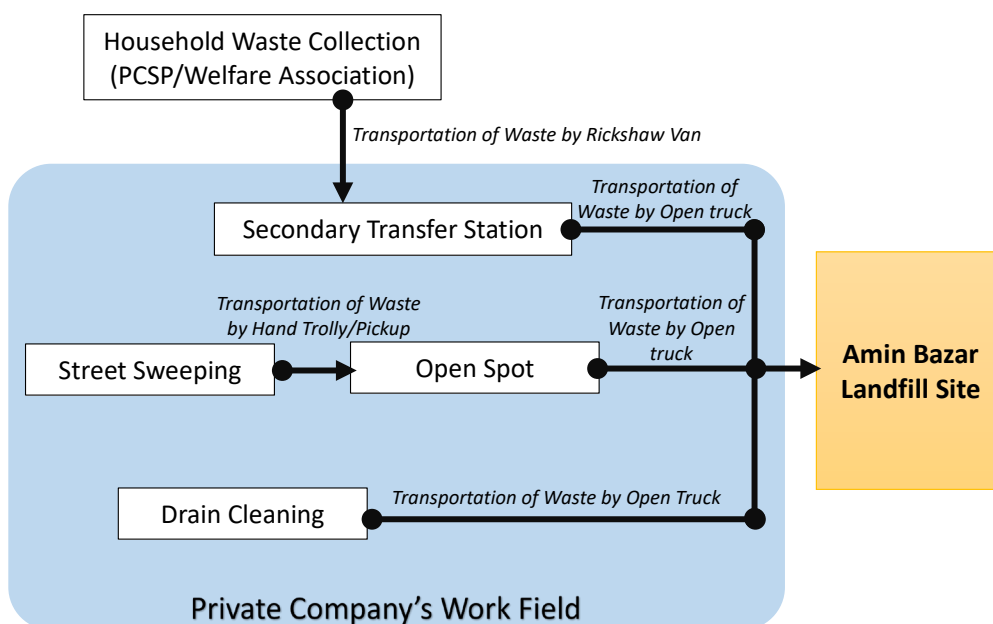 Household Waste Collection
(PCSP/Welfare Association)
Transportation of Waste by Rickshaw Van
Transportation of
Waste by Open truck
Secondary Transfer Station
Transportation of Waste
by Hand Trolly/Pickup
Transportation of
Waste by Open
truck
Street Sweeping
Open Spot
Amin Bazar
Landfill Site
Transportation of Waste by Open Truck
Drain Cleaning
Private Company's Work Field